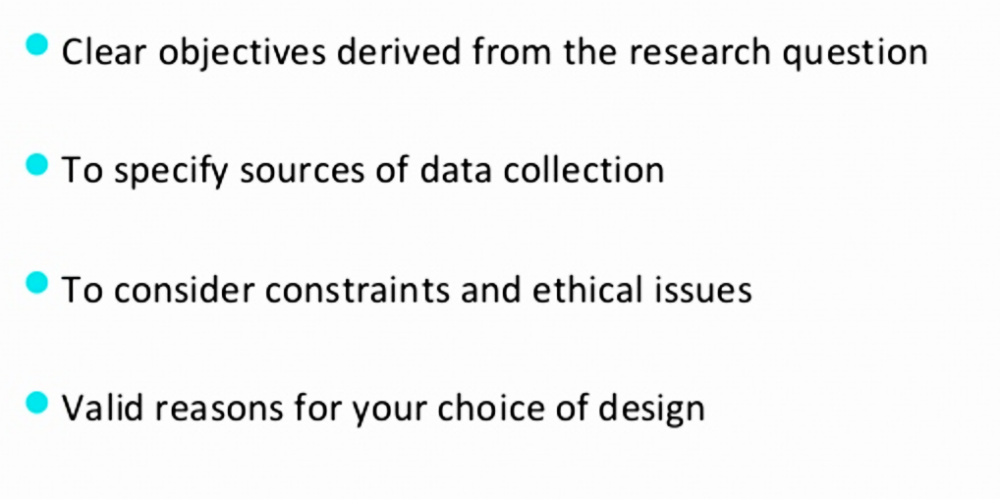 Clear objectives derived from the research question
To specify sources of data collection
To consider constraints and ethical issues
Valid reasons for your choice of design